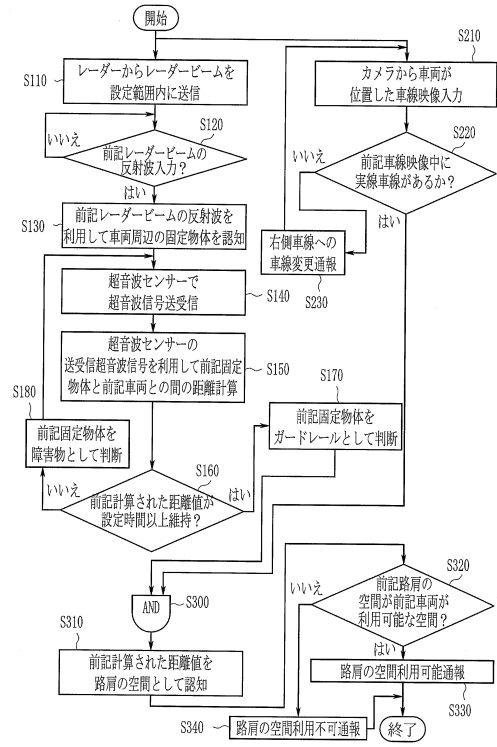 開始
S110
レーダーからレーダービームを
設定範囲内に送信
S120
前記レーダービームの
反射波入力？
いいえ
はい
S130
前記レーダービームの反射波を
利用して車両周辺の固定物体を認知
超音波センサーで
超音波信号送受信
S140
超音波センサーの
送受信超音波信号を利用して前記固定
物体と前記車両との間の距離計算
S150
S160
前記計算された距離値が
設定時間以上維持？
いいえ
はい
S180
前記固定物体を
障害物として判断
S170
前記固定物体を
ガードレールとして判断
S210
カメラから車両が
位置した車線映像入力
S220
前記車線映像中に
実線車線があるか？
いいえ
はい
右側車線への
車線変更通報
S230
AND
S300
S310
前記計算された距離値を
路肩の空間として認知
S320
前記路肩の
空間が前記車両が
利用可能な空間？
いいえ
はい
路肩の空間利用可能通報
S330
S340
路肩の空間利用不可通報
終了